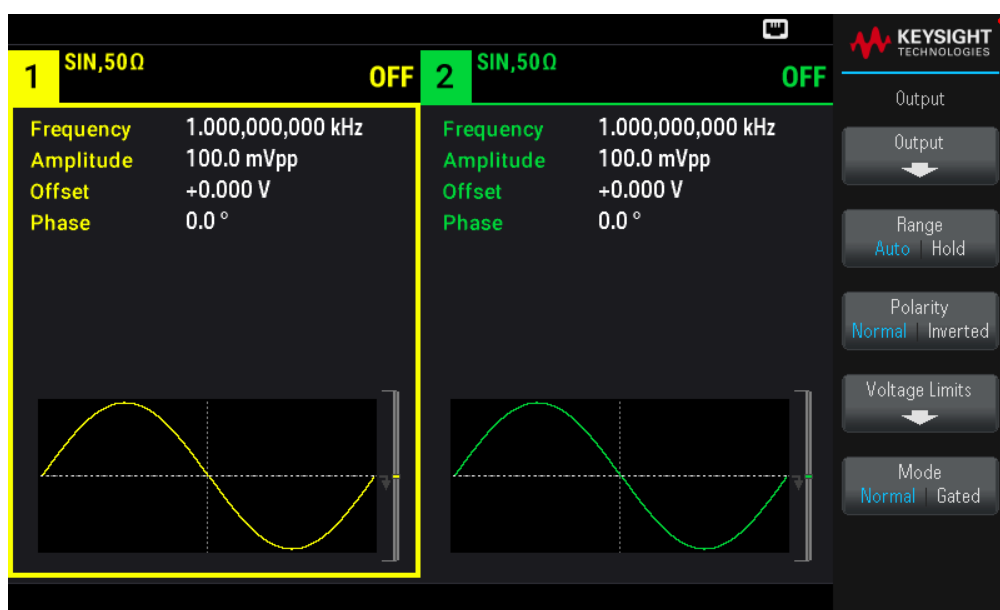 KEYSIGHT
TECHNOLOGIES
1 SIN,50Ω OFF
2 SIN,50Ω OFF
Frequency 1.000,000,000 kHz
Amplitude 100.0 mVpp
Offset +0.000 V
Phase 0.0 °
Frequency 1.000,000,000 kHz
Amplitude 100.0 mVpp
Offset +0.000 V
Phase 0.0 °
Output
Output
Range
Auto | Hold
Polarity
Normal | Inverted
Voltage Limits
Mode
Normal | Gated